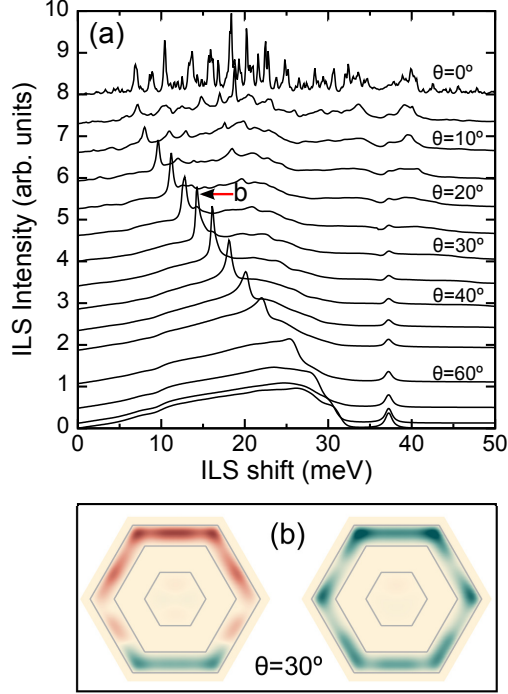 10
(a)
9
θ=0º
8
7
θ=10º
6
b
θ=20º
5
θ=30º
4
θ=40º
3
2
θ=60º
1
0
0 10 20 30 40 50
ILS Intensity (arb. units)
ILS shift (meV)
(b)
θ=30º